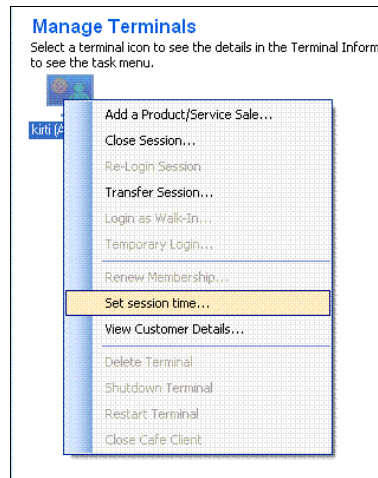 Manage Terminals
Select a terminal icon to see the details in the Terminal Inform
to see the task menu.
kirti (A
Add a Product/Service Sale...
Close Session...
Re-Login Session
Transfer Session...
Login as Walk-In...
Temporary Login...
Renew Membership...
Set session time...
View Customer Details...
Delete Terminal
Shutdown Terminal
Restart Terminal
Close Cafe Client